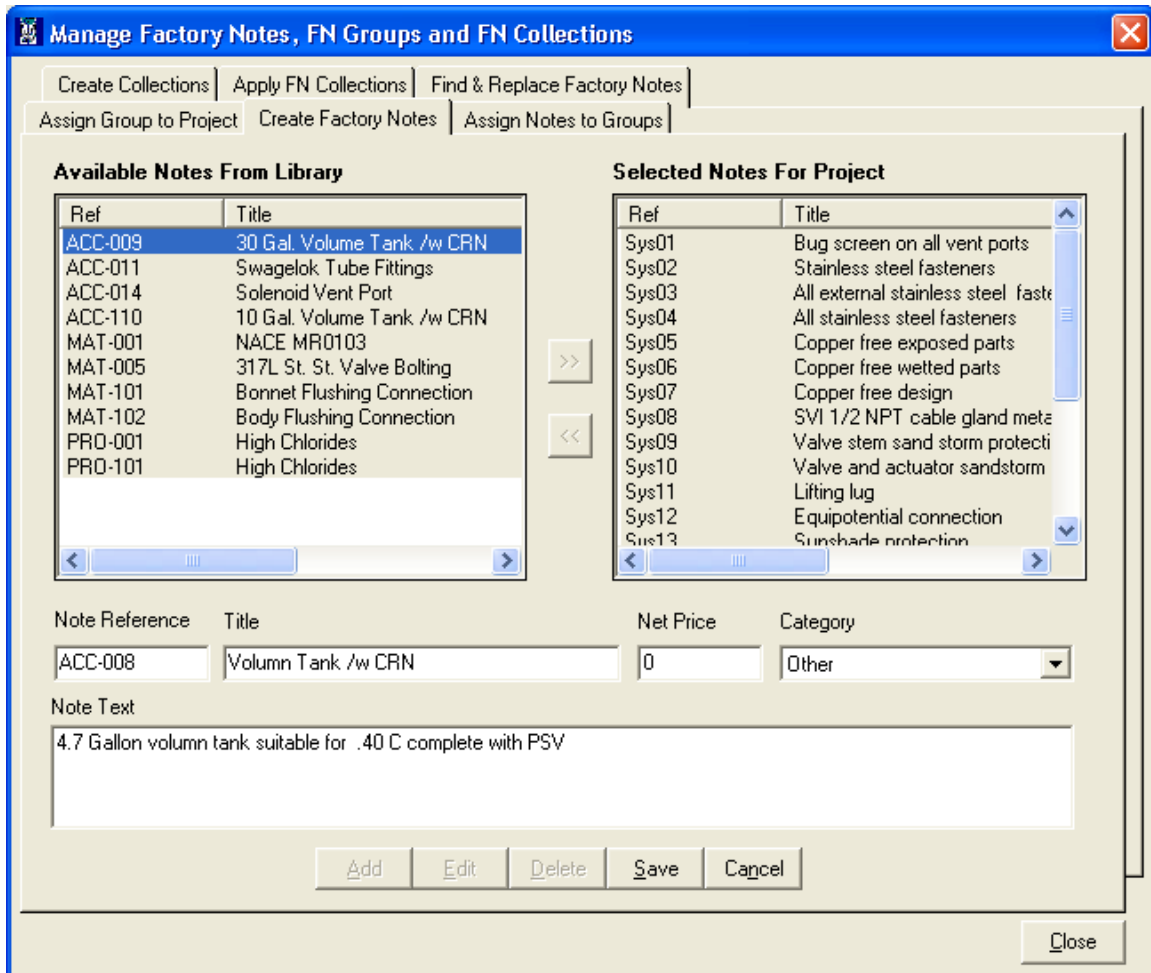 Manage Factory Notes, FN Groups and FN Collections
Create Collections Apply FN Collections Find & Replace Factory Notes
Assign Group to Project Create Factory Notes Assign Notes to Groups
Available Notes From Library Selected Notes For Project
Ref Title Ref Title
ACC-009 30 Gal. Volume Tank /w CRN Sys01 Bug screen on all vent ports
ACC-011 Swagelok Tube Fittings Sys02 Stainless steel fasteners
ACC-014 Solenoid Vent Port Sys03 All external stainless steel faste
ACC-110 10 Gal. Volume Tank /w CRN Sys04 All stainless steel fasteners
MAT-001 NACE MR0103 Sys05 Copper free exposed parts
MAT-005 317L St. St. Valve Bolting Sys06 Copper free wetted parts
MAT-101 Bonnet Flushing Connection Sys07 Copper free design
MAT-102 Body Flushing Connection Sys08 SVI 1/2 NPT cable gland meta
PRO-001 High Chlorides Sys09 Valve stem sand storm protecti
PRO-101 High Chlorides Sys10 Valve and actuator sandstorm
Sys11 Lifting lug
Sys12 Equipotential connection
Sys13 Sunshade protection
>>
<<
Note Reference Title Net Price Category
ACC-008 Volumn Tank /w CRN 0 Other
Note Text
4.7 Gallon volumn tank suitable for .40 C complete with PSV
Add Edit Delete Save Cancel
Close